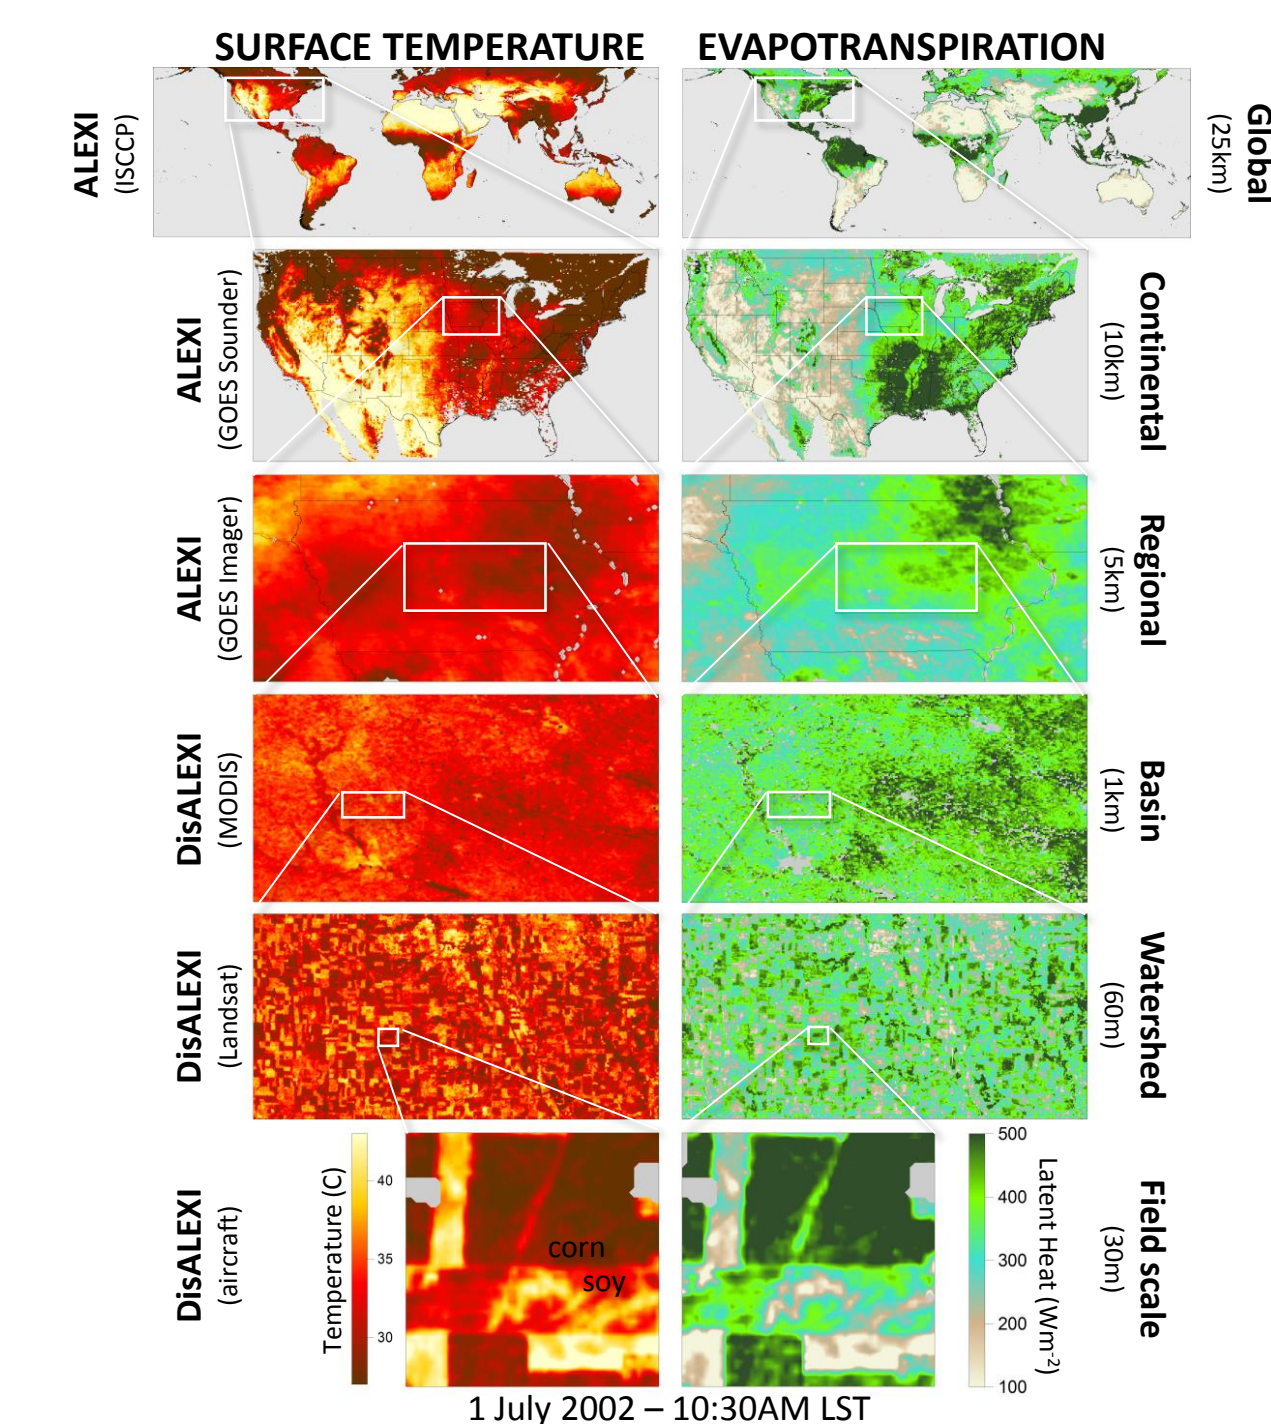 SURFACE TEMPERATURE
EVAPOTRANSPIRATION
ALEXI
(ISCCP)
Global
(25km)
ALEXI
(GOES Sounder)
Continental
(10km)
ALEXI
(GOES Imager)
Regional
(5km)
DisALEXI
(MODIS)
Basin
(1km)
DisALEXI
(Landsat)
Watershed
(60m)
DisALEXI
(aircraft)
Temperature (C)
40
35
30
corn
soy
500
400
300
200
100
Latent Heat (Wm-2)
Field scale
(30m)
1 July 2002 – 10:30AM LST